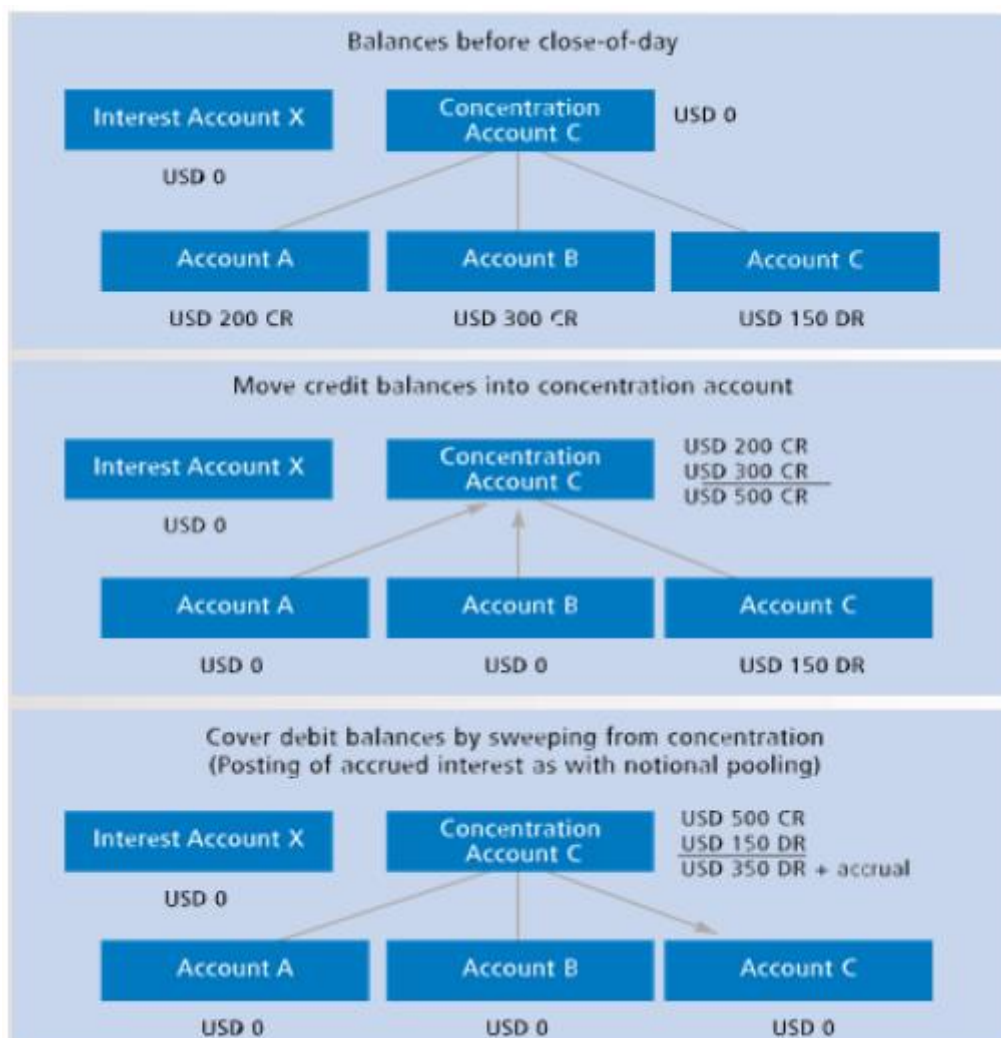 Balances before close-of-day
Interest Account X
Concentration
Account C
USD 0
USD 0
Account A
Account B
Account C
USD 200 CR
USD 300 CR
USD 150 DR
Move credit balances into concentration account
Interest Account X
Concentration
Account C
USD 200 CR
USD 300 CR
USD 500 CR
USD 0
Account A
Account B
Account C
USD 0
USD 0
USD 150 DR
Cover debit balances by sweeping from concentration
(Posting of accrued interest as with notional pooling)
Interest Account X
Concentration
Account C
USD 500 CR
USD 150 DR
USD 350 DR + accrual
USD 0
Account A
Account B
Account C
USD 0
USD 0
USD 0